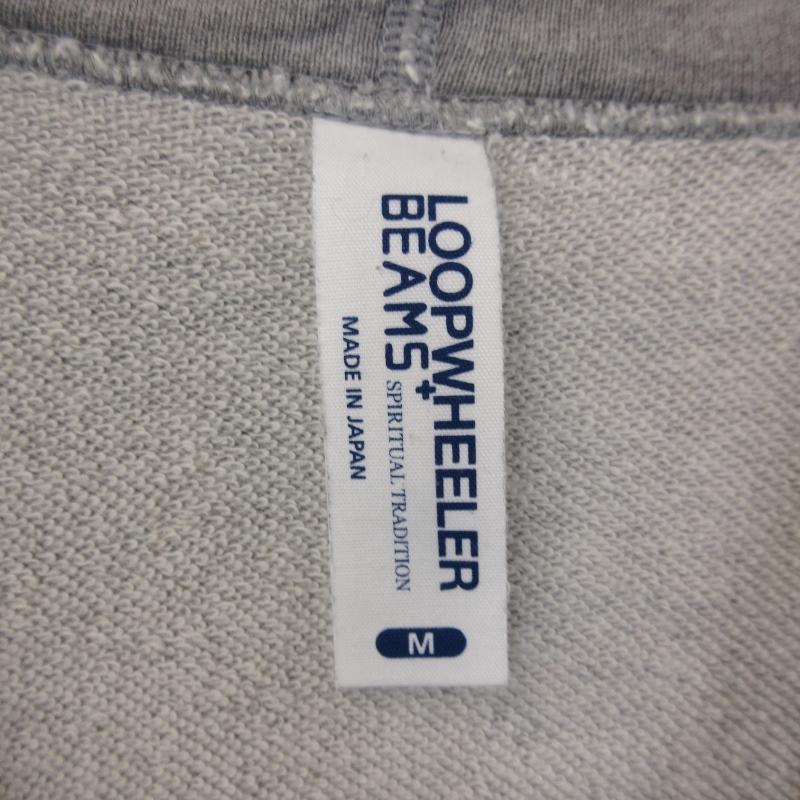 LOOPWHEELER
+
BEAMS SPIRITUAL TRADITION
MADE IN JAPAN
M